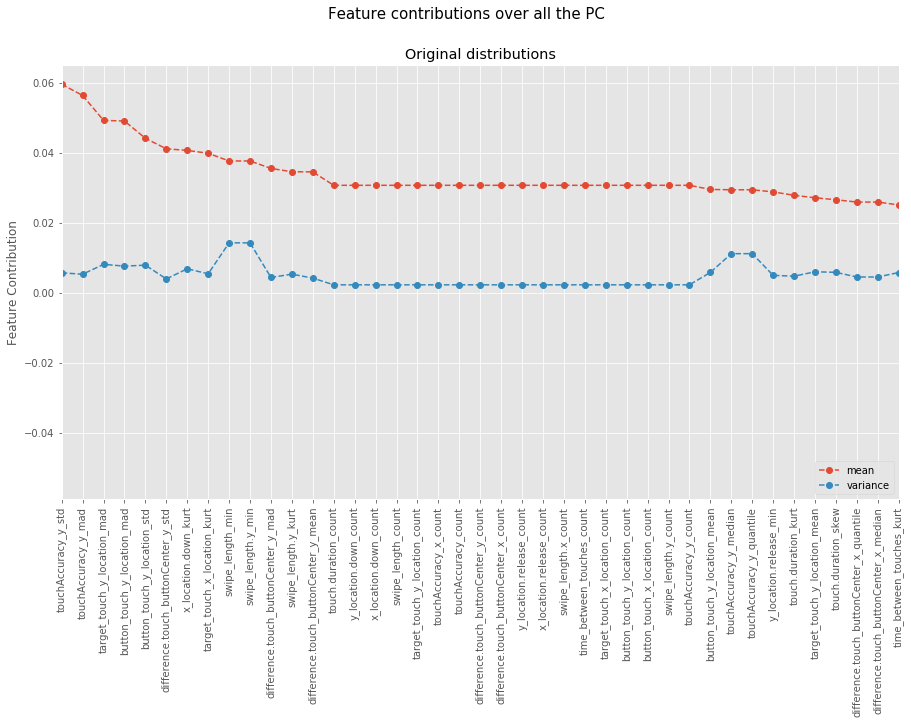 Feature contributions over all the PC
Original distributions
Feature Contribution
0.06
0.04
0.02
0.00
−0.02
−0.04
mean
variance
touchAccuracy_y_std
touchAccuracy_y_mad
target_touch_y_location_mad
button_touch_y_location_mad
button_touch_y_location_std
difference.touch_buttonCenter_y_std
x_location.down_kurt
target_touch_x_location_kurt
swipe_length_min
swipe_length.y_min
difference.touch_buttonCenter_y_mad
swipe_length.y_kurt
difference.touch_buttonCenter_y_mean
touch.duration_count
y_location.down_count
x_location.down_count
swipe_length_count
target_touch_y_location_count
touchAccuracy_x_count
touchAccuracy_count
difference.touch_buttonCenter_y_count
difference.touch_buttonCenter_x_count
y_location.release_count
x_location.release_count
swipe_length.x_count
time_between_touches_count
target_touch_x_location_count
button_touch_y_location_count
button_touch_x_location_count
swipe_length.y_count
touchAccuracy_y_count
button_touch_y_location_mean
touchAccuracy_y_median
touchAccuracy_y_quantile
y_location.release_min
touch.duration_kurt
target_touch_y_location_mean
touch.duration_skew
difference.touch_buttonCenter_x_quantile
difference.touch_buttonCenter_x_median
time_between_touches_kurt